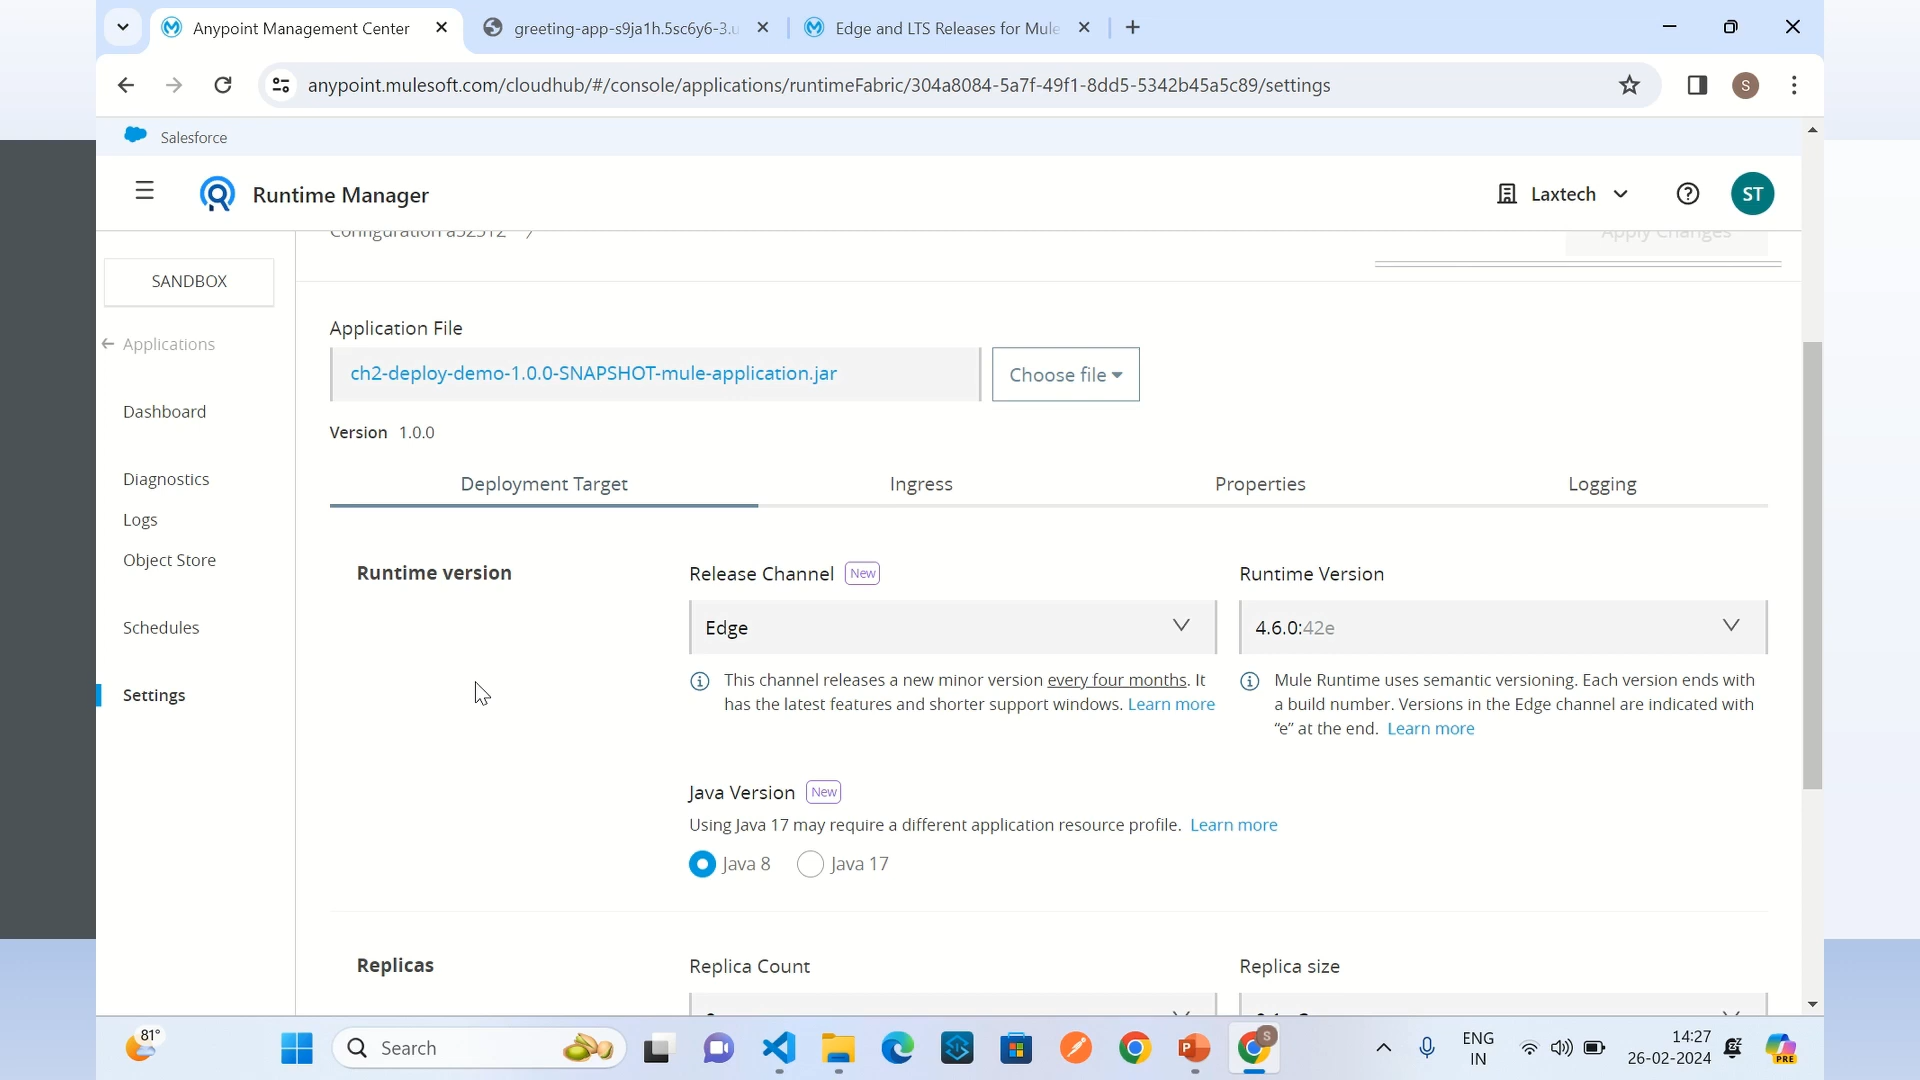 Anypoint Management Center
greeting-app-s9ja1h.5sc6y6-3.u
Edge and LTS Releases for Mule
anypoint.mulesoft.com/cloudhub/#/console/applications/runtimeFabric/304a8084-5a7f-49f1-8dd5-5342b45a5c89/settings
S
Salesforce
Runtime Manager
Laxtech
ST
Configuration a52512
Apply Changes
SANDBOX
Applications
Dashboard
Diagnostics
Logs
Object Store
Schedules
Settings
Application File
ch2-deploy-demo-1.0.0-SNAPSHOT-mule-application.jar
Choose file
Version 1.0.0
Deployment Target
Ingress
Properties
Logging
Runtime version
Release Channel New
Edge
This channel releases a new minor version every four months. It
has the latest features and shorter support windows. Learn more
Runtime Version
4.6.0:42e
Mule Runtime uses semantic versioning. Each version ends with
a build number. Versions in the Edge channel are indicated with
“e” at the end. Learn more
Java Version New
Using Java 17 may require a different application resource profile. Learn more
Java 8 Java 17
Replicas
Replica Count
Replica size
81°
Search
S
ENG
IN
14:27
26-02-2024
PRE